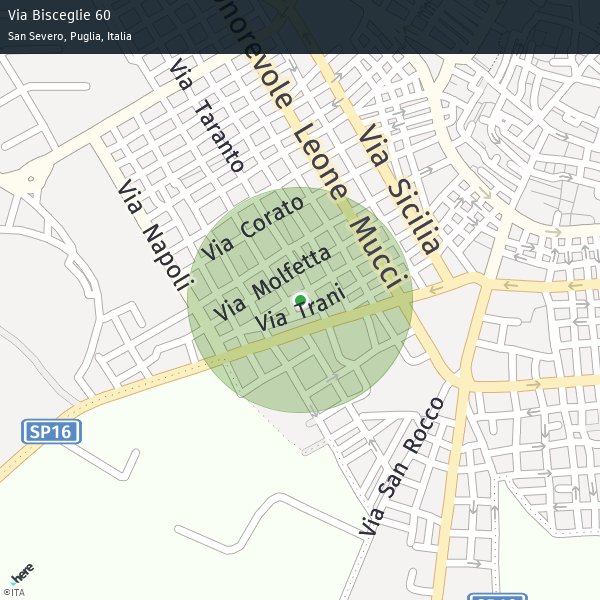 Via Bisceglie 60
San Severo, Puglia, Italia
norevole Leone Mucci
Via Taranto
Via Sicilia
Via Napoli
Via Corato
Via Molfetta
Via Trani
SP16
Via San Rocco
here
©ITA